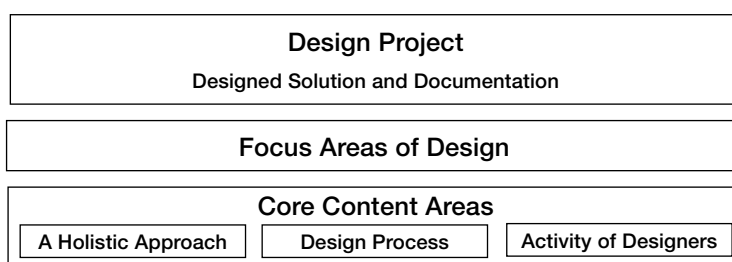 Design Project
Designed Solution and Documentation
Focus Areas of Design
Core Content Areas
A Holistic Approach
Design Process
Activity of Designers